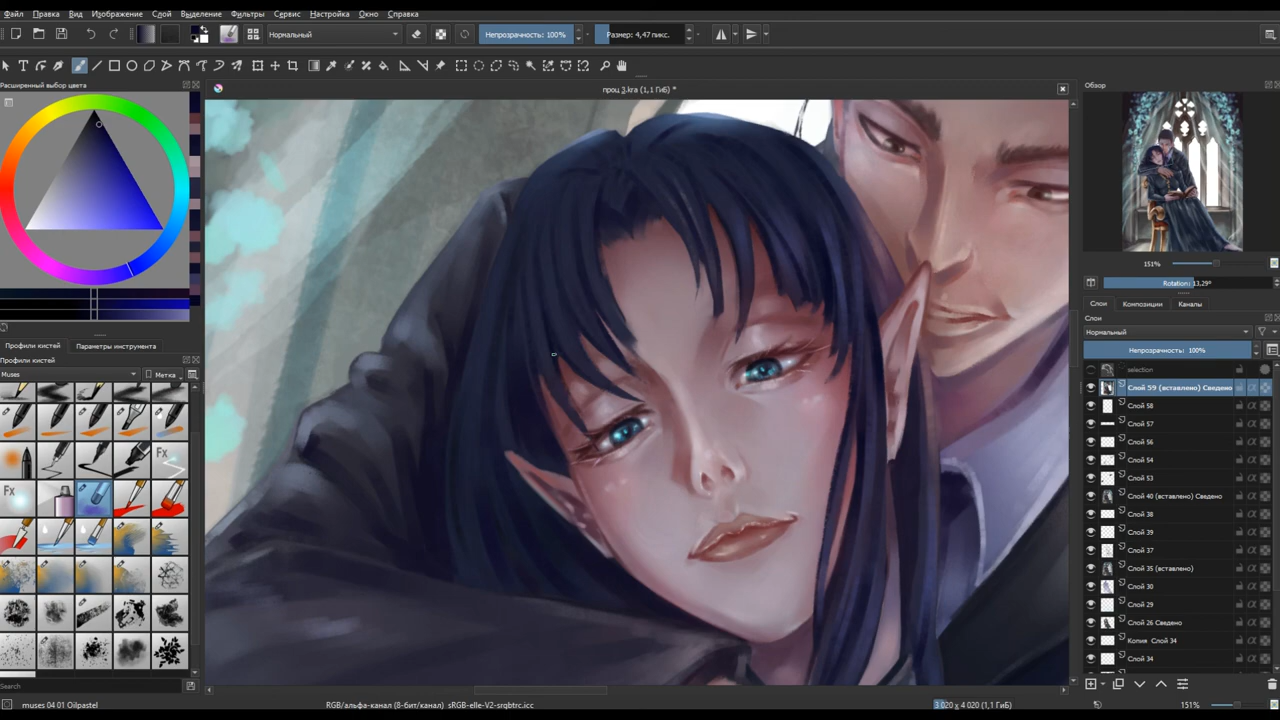 Файл Правка Вид Изображение Слой Выделение Фильтры Сервис Настройка Окно Справка
Нормальный Непрозрачность: 100% Размер: 4,47 пикс.
Расширенный выбор цвета
проц 3.kra (1,1 ГиБ) *
Обзор
151%
Rotation: 13,29°
Слои Композиции Каналы
Слои
Нормальный
Непрозрачность: 100%
Профили кистей Параметры инструмента
Профили кистей
Muses Метка
Fx
Fx
selection
Слой 59 (вставлено) Сведено
Слой 58
Слой 57
Слой 56
Слой 54
Слой 53
Слой 40 (вставлено) Сведено
Слой 38
Слой 39
Слой 37
Слой 35 (вставлено)
Слой 30
Слой 29
Слой 26 Сведено
Копия Слой 34
Слой 34
Search
muses 04 01 Oilpastel RGB/альфа-канал (8-бит/канал) sRGB-elle-V2-srgbtrc.icc 3 020 x 4 020 (1,1 ГиБ) 151%